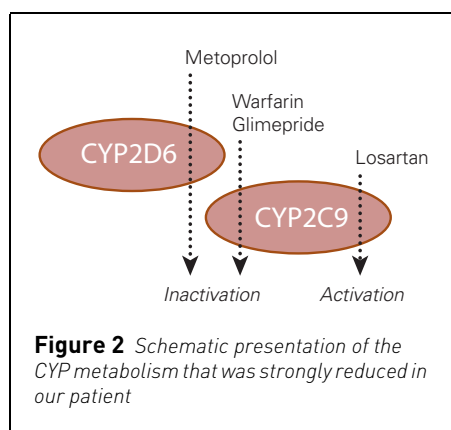 Metoprolol
Warfarin
Glimepride
Losartan
CYP2D6
CYP2C9
Inactivation
Activation
Figure 2 Schematic presentation of the
CYP metabolism that was strongly reduced in
our patient